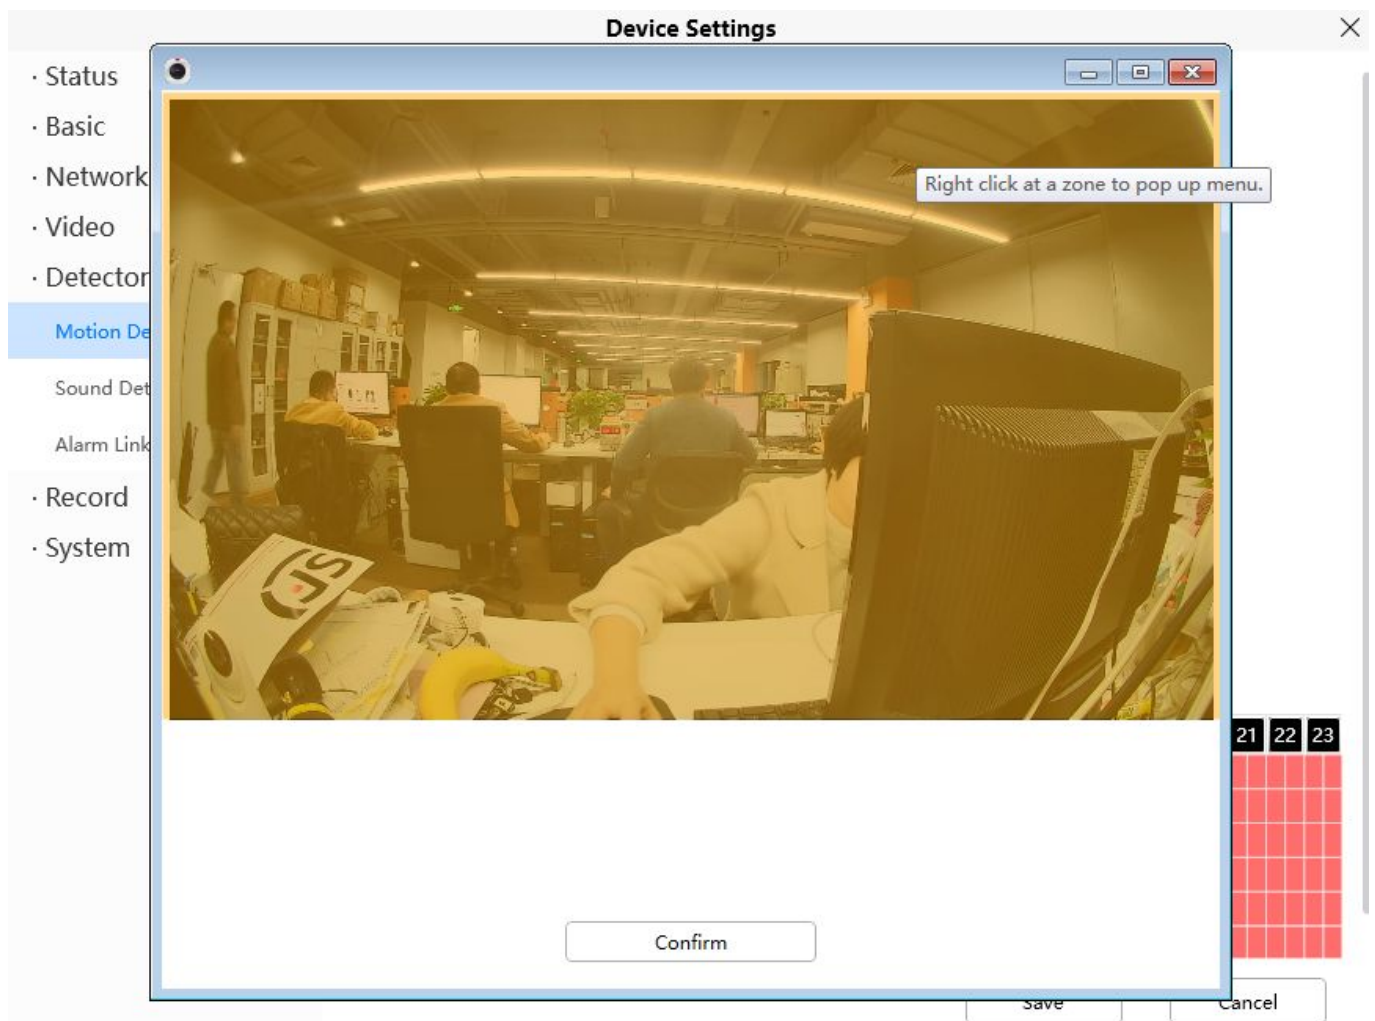 Device Settings
· Status
· Basic
· Network
· Video
· Detector
Motion De
Sound Det
Alarm Link
· Record
· System
Right click at a zone to pop up menu.
21 22 23
Confirm
Save
Cancel